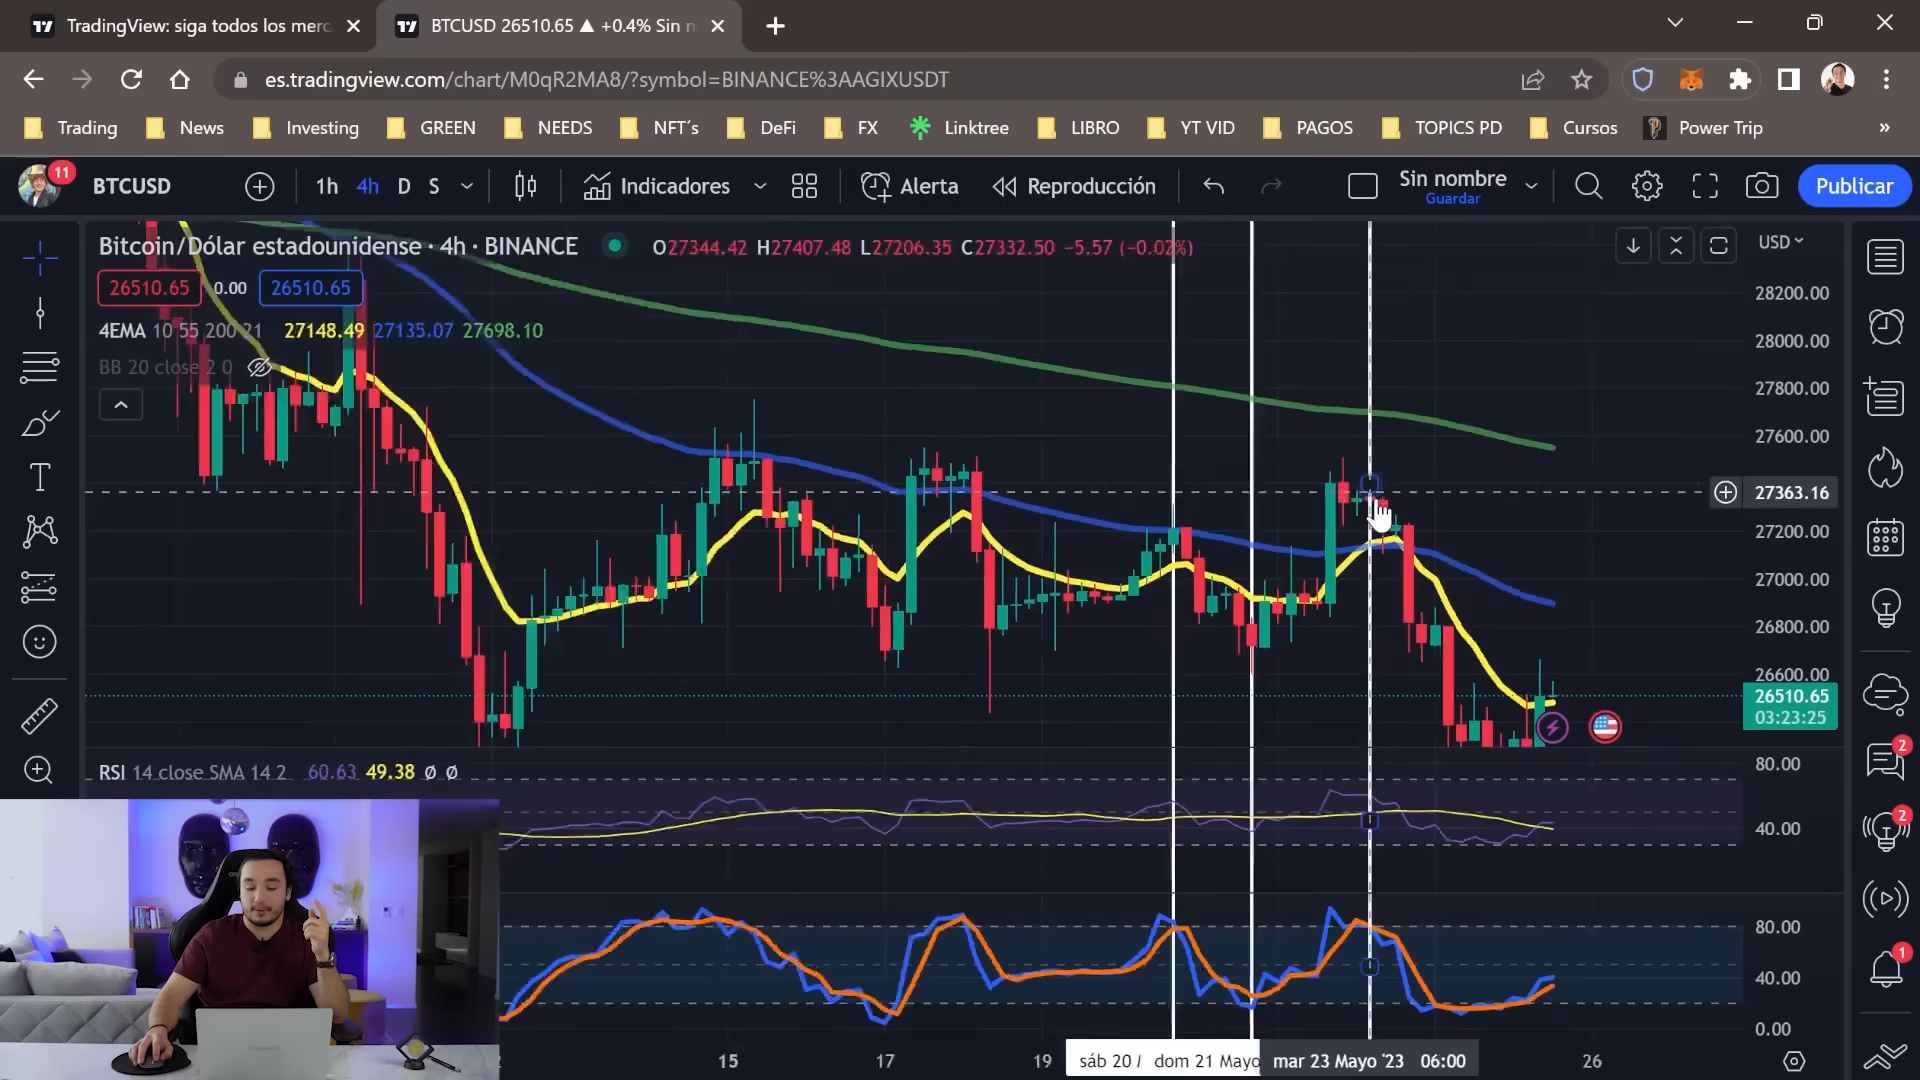 TradingView: siga todos los merc
BTCUSD 26510.65 ▲ +0.4% Sin n
es.tradingview.com/chart/M0qR2MA8/?symbol=BINANCE%3AAGIXUSDT
Trading News Investing GREEN NEEDS NFT´s DeFi FX Linktree LIBRO YT VID PAGOS TOPICS PD Cursos Power Trip »
11
BTCUSD 1h 4h D S Indicadores Alerta Reproducción Sin nombre Publicar
Guardar
Bitcoin/Dólar estadounidense · 4h · BINANCE O27344.42 H27407.48 L27206.35 C27332.50 -5.57 (-0.02%)
USD
26510.65 0.00 26510.65
4EMA 10 55 200 21 27148.49 27135.07 27698.10
BB 20 close 2 0
28200.00
28000.00
27800.00
27600.00
27363.16
27200.00
27000.00
26800.00
26600.00
26510.65
03:23:25
RSI 14 close SMA 14 2 60.63 49.38 ø ø
80.00
40.00
80.00
40.00
0.00
15 17 19 sáb 20 dom 21 Mayo mar 23 Mayo '23 06:00 26
2
2
1